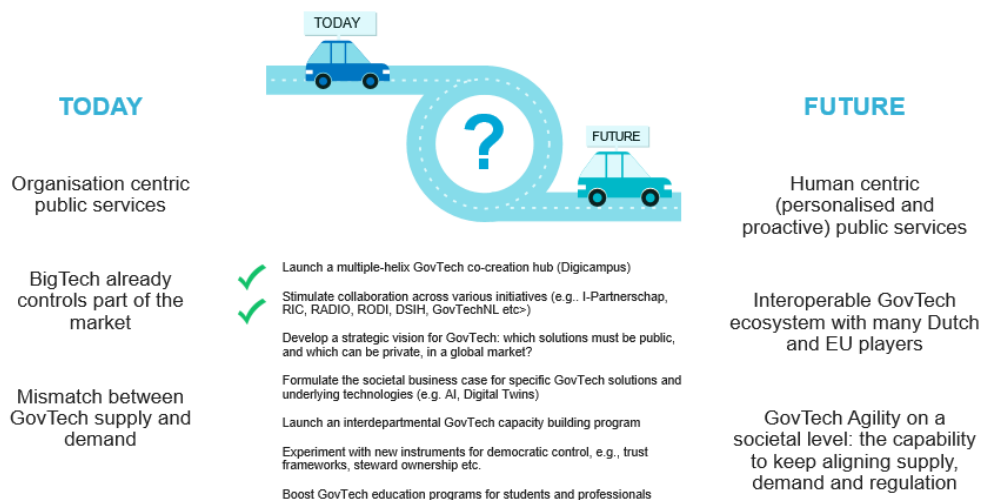 TODAY
?
FUTURE
TODAY
Organisation centric
public services
BigTech already
controls part of the
market
Mismatch between
GovTech supply and
demand
Launch a multiple-helix GovTech co-creation hub (Digicampus)
Stimulate collaboration across various initiatives (e.g.. I-Partnerschap,
RIC, RADIO, RODI, DSIH, GovTechNL etc>)
Develop a strategic vision for GovTech: which solutions must be public,
and which can be private, in a global market?
Formulate the societal business case for specific GovTech solutions and
underlying technologies (e.g. AI, Digital Twins)
Launch an interdepartmental GovTech capacity building program
Experiment with new instruments for democratic control, e.g., trust
frameworks, steward ownership etc.
Boost GovTech education programs for students and professionals
FUTURE
Human centric
(personalised and
proactive) public services
Interoperable GovTech
ecosystem with many Dutch
and EU players
GovTech Agility on a
societal level: the capability
to keep aligning supply,
demand and regulation